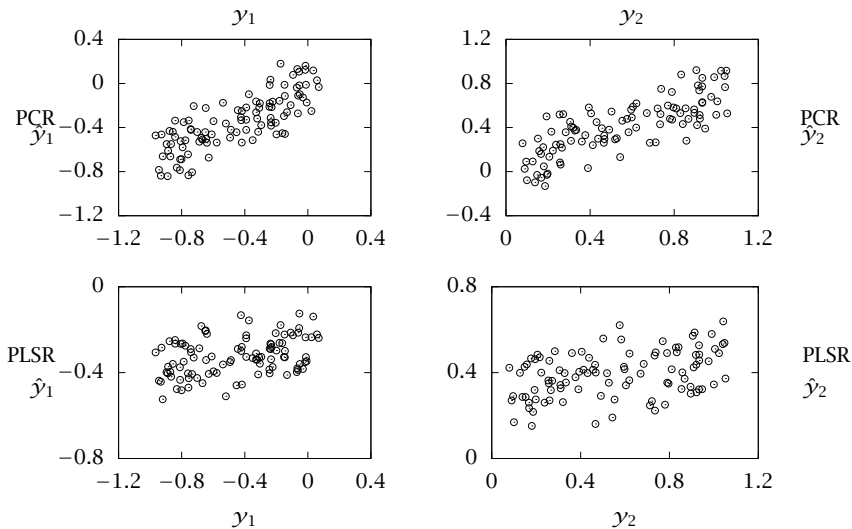 y₁ y₂
0.4 1.2
0 0.8
PCR −0.4 0.4 PCR
ŷ₁ ŷ₂
−0.8 0
−1.2 −0.4
−1.2 −0.8 −0.4 0 0.4 0 0.4 0.8 1.2
0 0.8
PLSR −0.4 0.4 PLSR
ŷ₁ ŷ₂
−0.8 0
−1.2 −0.8 −0.4 0 0.4 0 0.4 0.8 1.2
y₁ y₂